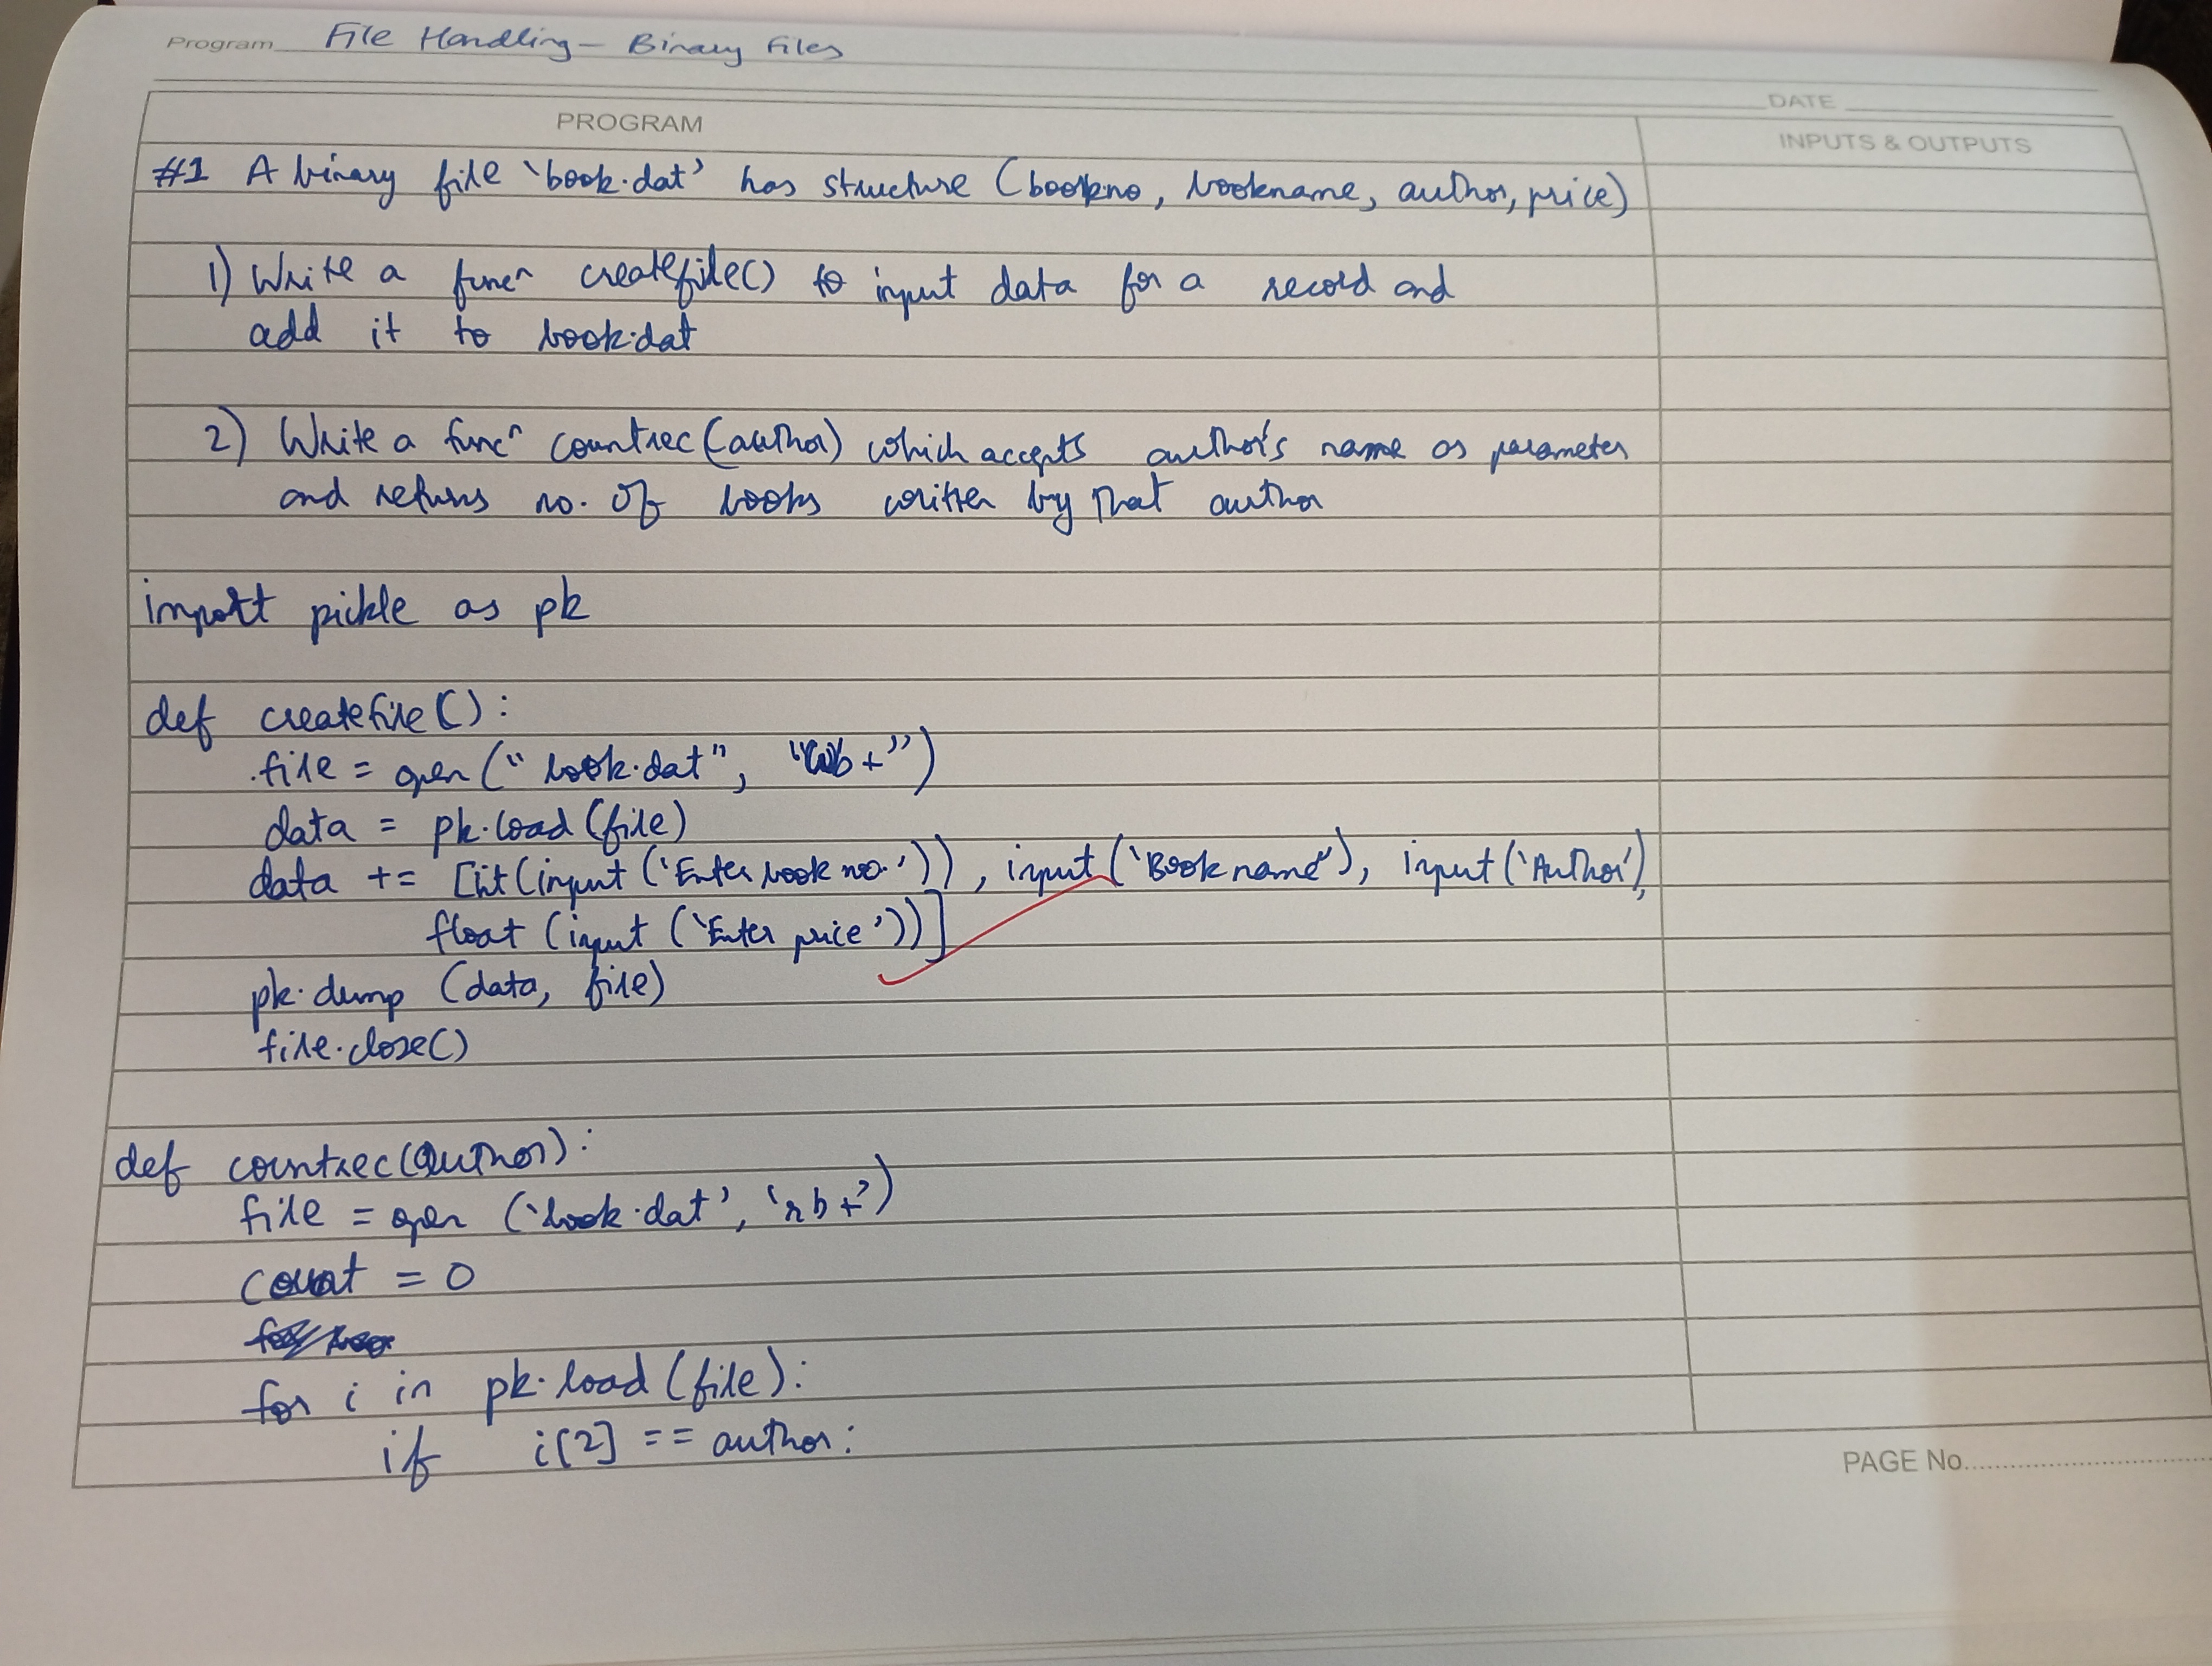 Program File Handling - Binary Files
DATE
PROGRAM
INPUTS & OUTPUTS
#1 A binary file 'book.dat' has structure (bookno, bookname, author, price)
1) Write a funcn createfile() to input data for a record and
add it to book.dat
2) Write a funcn countrec(author) which accepts author's name as parameter
and returns no. of books written by that author
import pickle as pk
def createfile():
file = open("book.dat", "wb+")
data = pk.load(file)
data += [int(input('Enter book no.')), input('Book name'), input('Author'),
float(input('Enter price'))]
pk.dump (data, file)
file.close()
def countrec(author):
file = open ('book.dat', 'rb+')
count = 0
for i in pk.load(file):
if i[2] == author:
PAGE No.